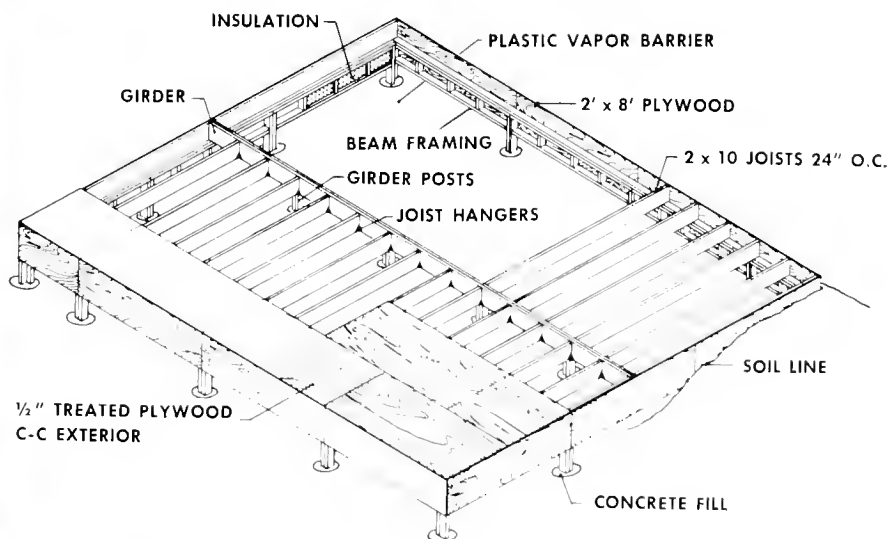 INSULATION
PLASTIC VAPOR BARRIER
GIRDER
2' x 8' PLYWOOD
BEAM FRAMING
2 x 10 JOISTS 24" O.C.
GIRDER POSTS
JOIST HANGERS
SOIL LINE
½" TREATED PLYWOOD
C-C EXTERIOR
CONCRETE FILL